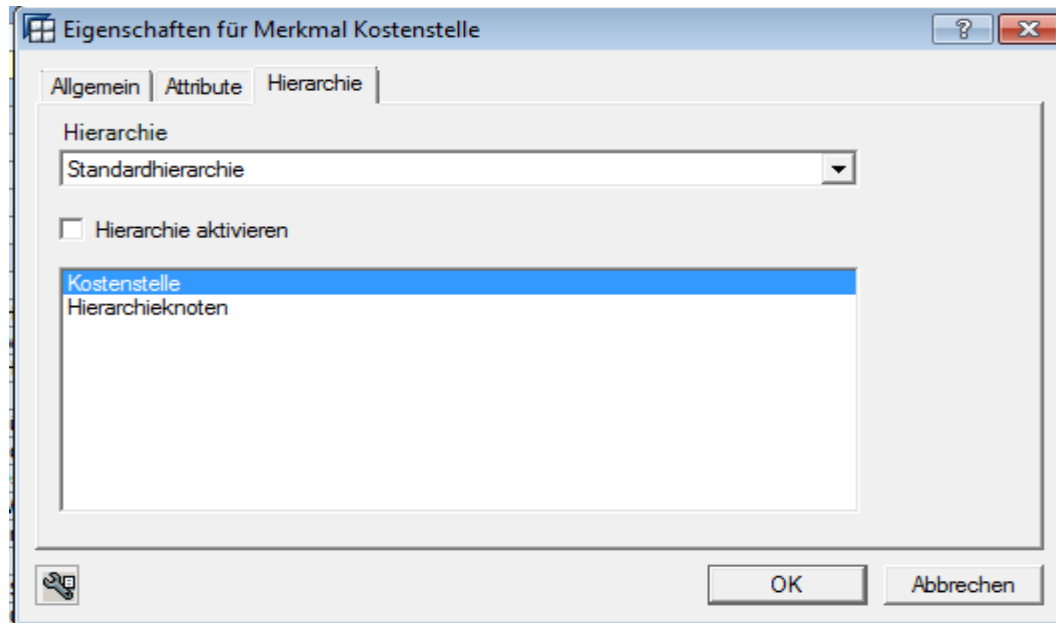 Eigenschaften für Merkmal Kostenstelle
Allgemein Attribute Hierarchie
Hierarchie
Standardhierarchie
Hierarchie aktivieren
Kostenstelle
Hierarchieknoten
OK Abbrechen